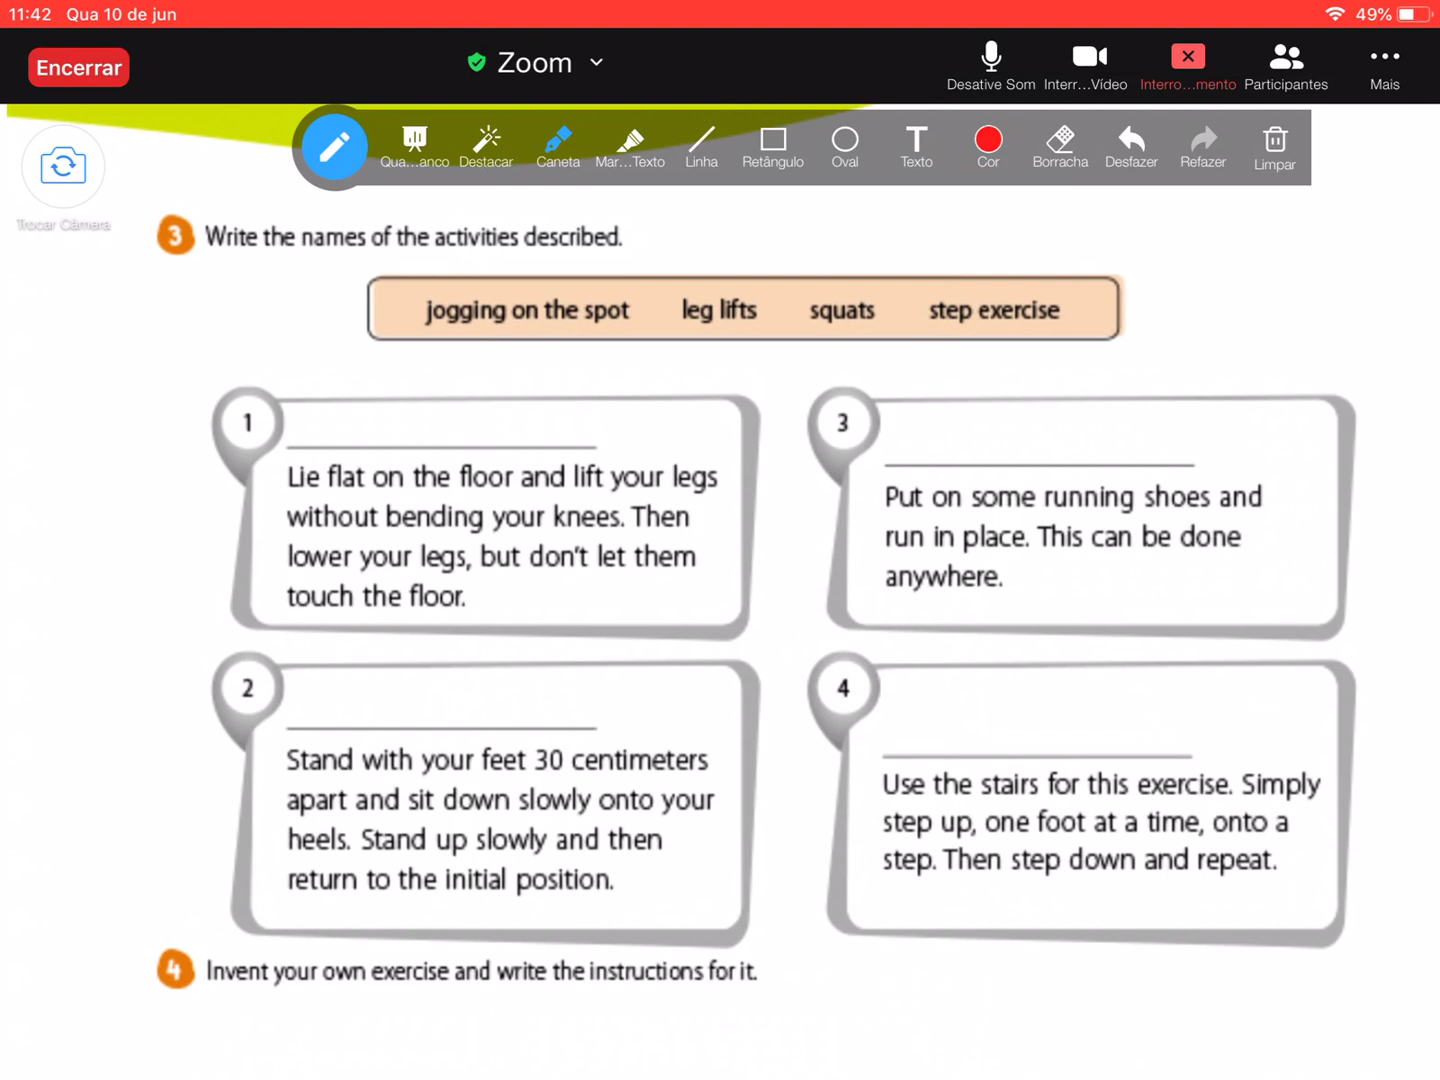 11:42 Qua 10 de jun
49%
Encerrar
Zoom
Desative Som
Interr...Vídeo
Interro...mento
Participantes
Mais
Trocar Câmera
Qua...anco
Destacar
Caneta
Mar...Texto
Linha
Retângulo
Oval
Texto
Cor
Borracha
Desfazer
Refazer
Limpar
3 Write the names of the activities described.
jogging on the spot leg lifts squats step exercise
1
Lie flat on the floor and lift your legs
without bending your knees. Then
lower your legs, but don't let them
touch the floor.
2
Stand with your feet 30 centimeters
apart and sit down slowly onto your
heels. Stand up slowly and then
return to the initial position.
3
Put on some running shoes and
run in place. This can be done
anywhere.
4
Use the stairs for this exercise. Simply
step up, one foot at a time, onto a
step. Then step down and repeat.
4 Invent your own exercise and write the instructions for it.